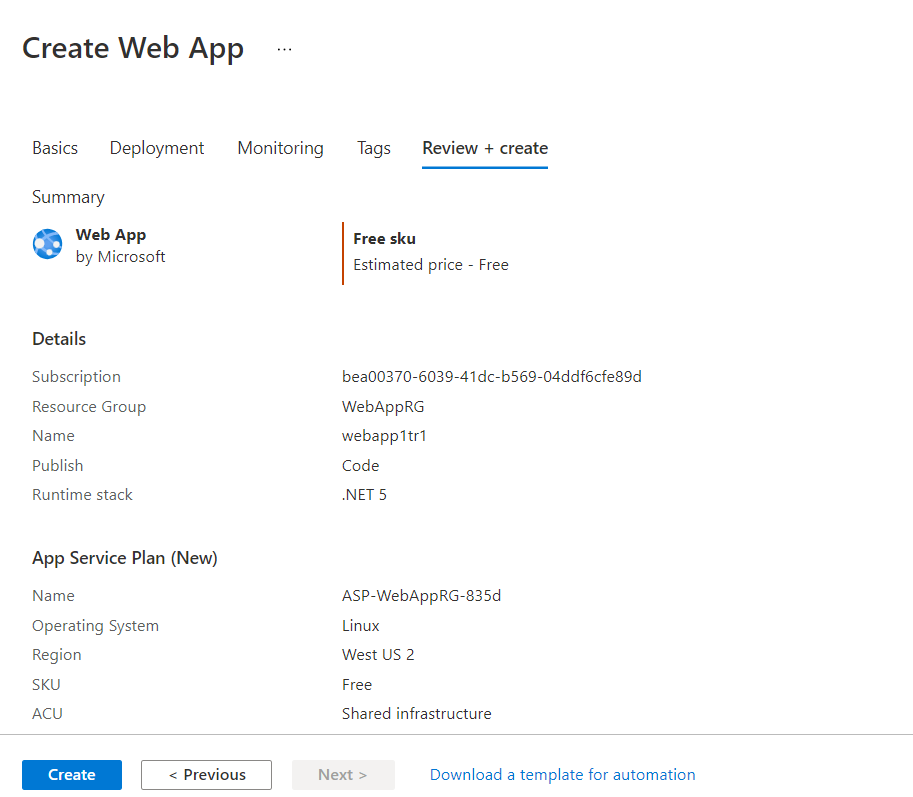 Create Web App ...
Basics Deployment Monitoring Tags Review + create
Summary
Web App
by Microsoft
Free sku
Estimated price - Free
Details
Subscription bea00370-6039-41dc-b569-04ddf6cfe89d
Resource Group WebAppRG
Name webapp1tr1
Publish Code
Runtime stack .NET 5
App Service Plan (New)
Name ASP-WebAppRG-835d
Operating System Linux
Region West US 2
SKU Free
ACU Shared infrastructure
Create < Previous Next > Download a template for automation